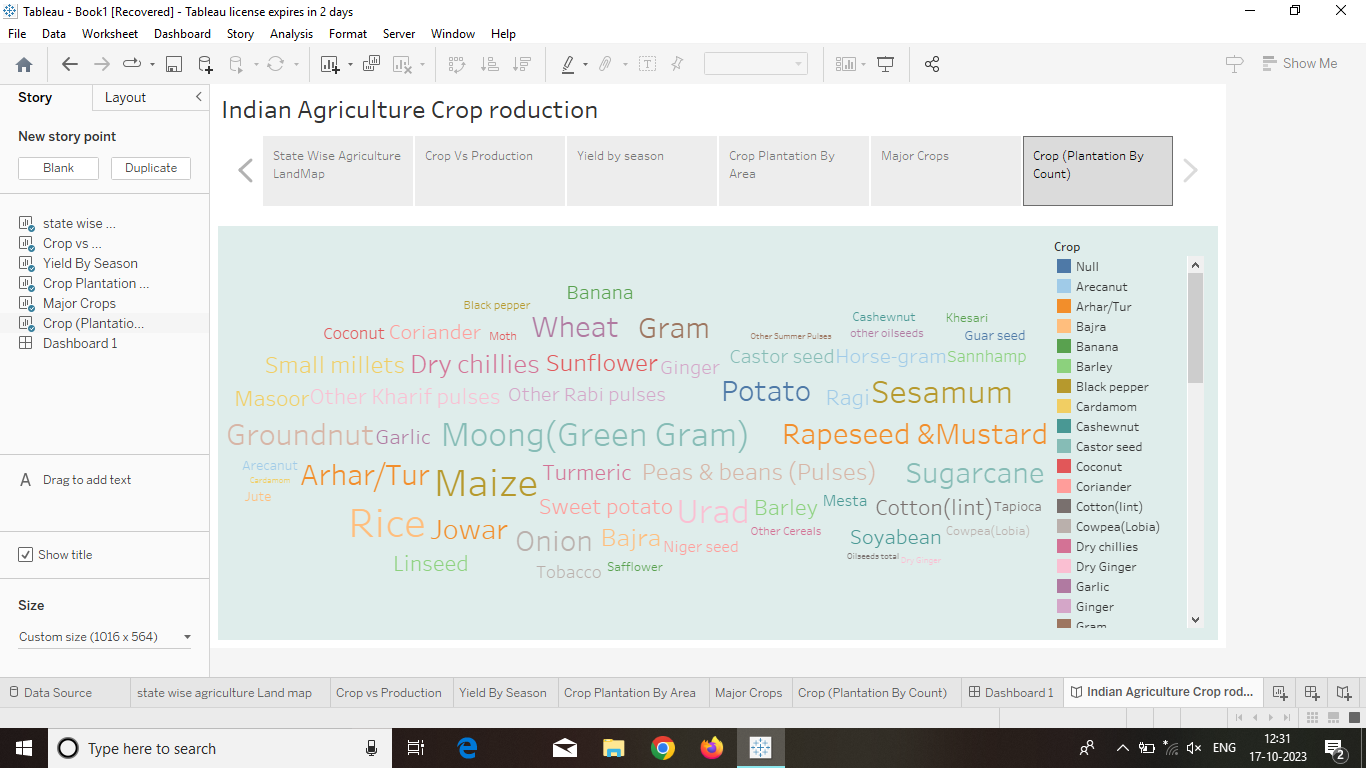 Tableau - Book1 [Recovered] - Tableau license expires in 2 days
File Data Worksheet Dashboard Story Analysis Format Server Window Help
Show Me
Story Layout
New story point
Blank Duplicate
state wise ...
Crop vs ...
Yield By Season
Crop Plantation ...
Major Crops
Crop (Plantatio...
Dashboard 1
A Drag to add text
Show title
Size
Custom size (1016 x 564)
Indian Agriculture Crop roduction
State Wise Agriculture
LandMap
Crop Vs Production
Yield by season
Crop Plantation By
Area
Major Crops
Crop (Plantation By
Count)
Banana
Black pepper
Cashewnut Khesari
Coconut Coriander Moth Wheat Gram Other Summer Pulses other oilseeds Guar seed
Small millets Dry chillies Sunflower Ginger Castor seed Horse-gram Sannhamp
Masoor Other Kharif pulses Other Rabi pulses Potato Ragi Sesamum
Groundnut Garlic Moong(Green Gram) Rapeseed &Mustard
Arecanut
Cardamom
Jute
Arhar/Tur Maize Turmeric Peas & beans (Pulses) Sugarcane
Sweet potato Urad Barley Mesta Cotton(lint) Tapioca
Rice Jowar Onion Bajra Niger seed Other Cereals Soyabean Cowpea(Lobia)
Oilseeds total Dry Ginger
Linseed Tobacco Safflower
Crop
Null
Arecanut
Arhar/Tur
Bajra
Banana
Barley
Black pepper
Cardamom
Cashewnut
Castor seed
Coconut
Coriander
Cotton(lint)
Cowpea(Lobia)
Dry chillies
Dry Ginger
Garlic
Ginger
Gram
Data Source state wise agriculture Land map Crop vs Production Yield By Season Crop Plantation By Area Major Crops Crop (Plantation By Count) Dashboard 1 Indian Agriculture Crop rod...
Type here to search
ENG
12:31
17-10-2023
2